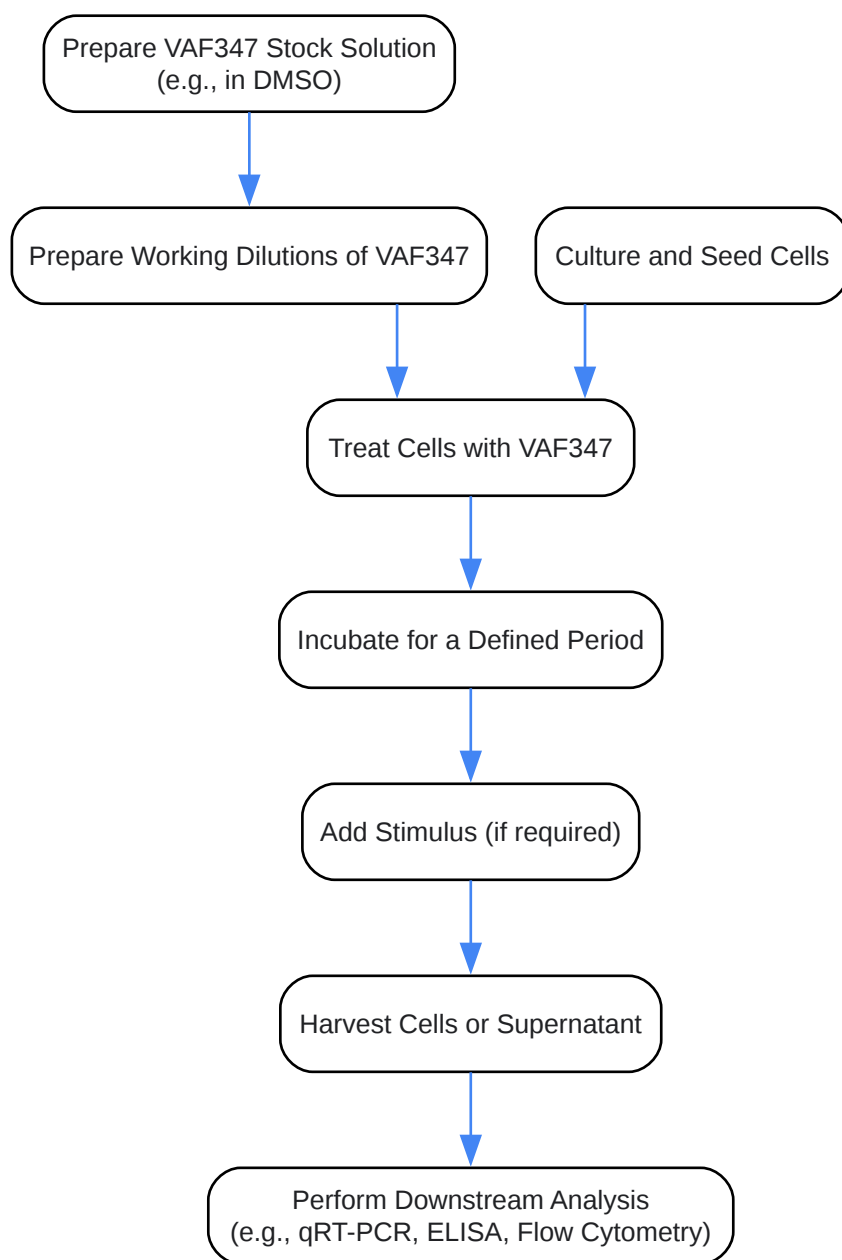 Prepare VAF347 Stock Solution
(e.g., in DMSO)
Prepare Working Dilutions of VAF347
Culture and Seed Cells
Treat Cells with VAF347
Incubate for a Defined Period
Add Stimulus (if required)
Harvest Cells or Supernatant
Perform Downstream Analysis
(e.g., qRT-PCR, ELISA, Flow Cytometry)